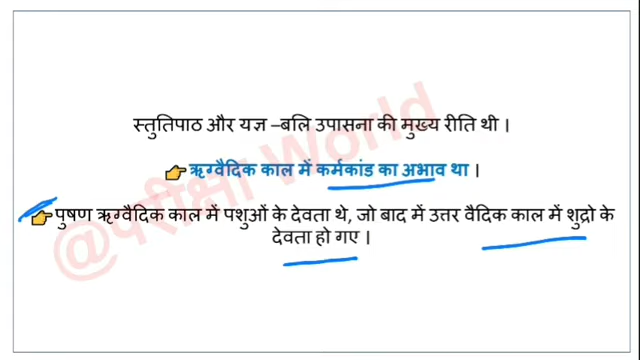 स्तुतिपाठ और यज्ञ –बलि उपासना की मुख्य रीति थी ।
👉ऋग्वैदिक काल में कर्मकांड का अभाव था ।
👉पुषण ऋग्वैदिक काल में पशुओं के देवता थे, जो बाद में उत्तर वैदिक काल में शुद्रो के
देवता हो गए ।
@परीक्षा World